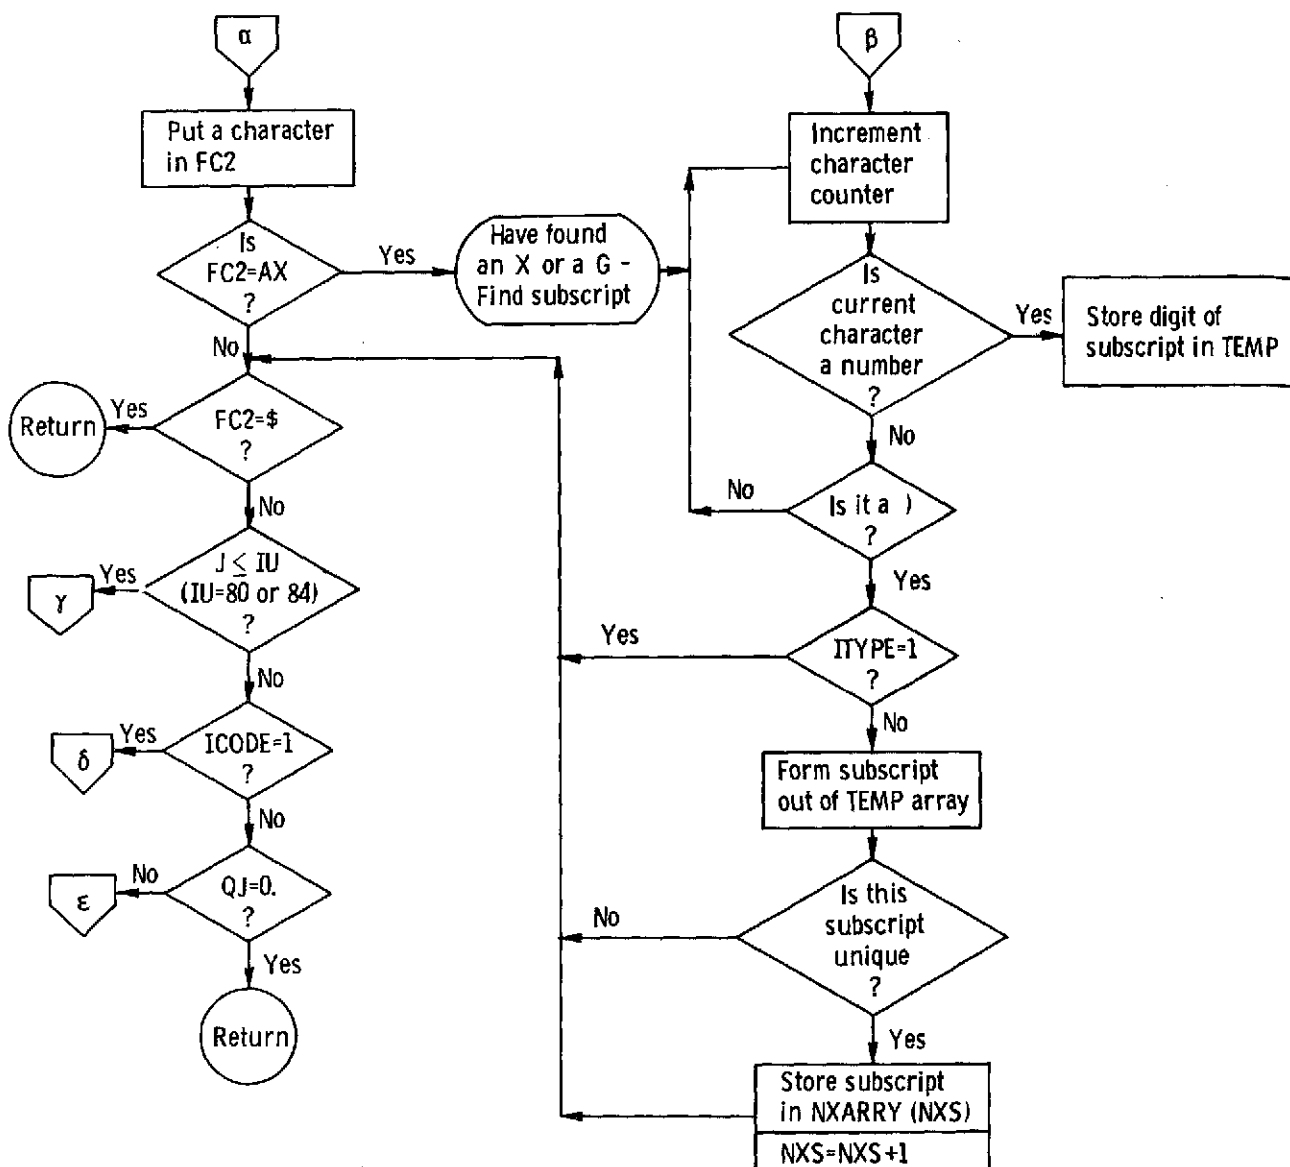 α
Put a character
in FC2
Is
FC2=AX
?
Yes
No
Have found
an X or a G -
Find subscript
FC2=$
?
Yes
Return
No
J ≤ IU
(IU=80 or 84)
?
Yes
γ
No
ICODE=1
?
Yes
δ
No
QJ=0.
?
No
ε
Yes
Return
β
Increment
character
counter
Is
current
character
a number
?
Yes
Store digit of
subscript in TEMP
No
Is it a )
?
No
Yes
ITYPE=1
?
Yes
No
Form subscript
out of TEMP array
Is this
subscript
unique
?
No
Yes
Store subscript
in NXARRY (NXS)
NXS=NXS+1